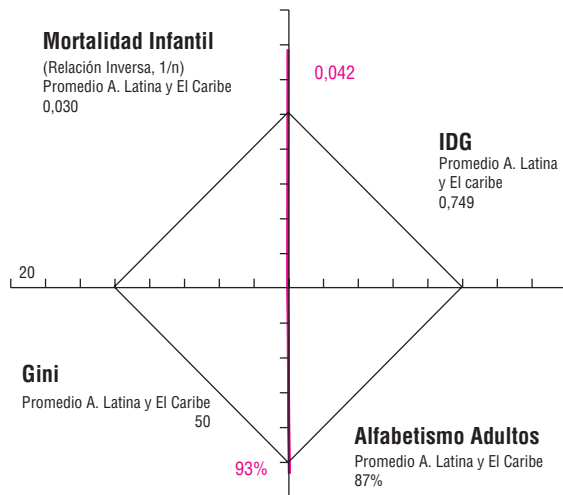 Mortalidad Infantil
(Relación Inversa, 1/n)
Promedio A. Latina y El Caribe
0,030
0,042
IDG
Promedio A. Latina
y El caribe
0,749
20
Gini
Promedio A. Latina y El Caribe
50
93%
Alfabetismo Adultos
Promedio A. Latina y El Caribe
87%